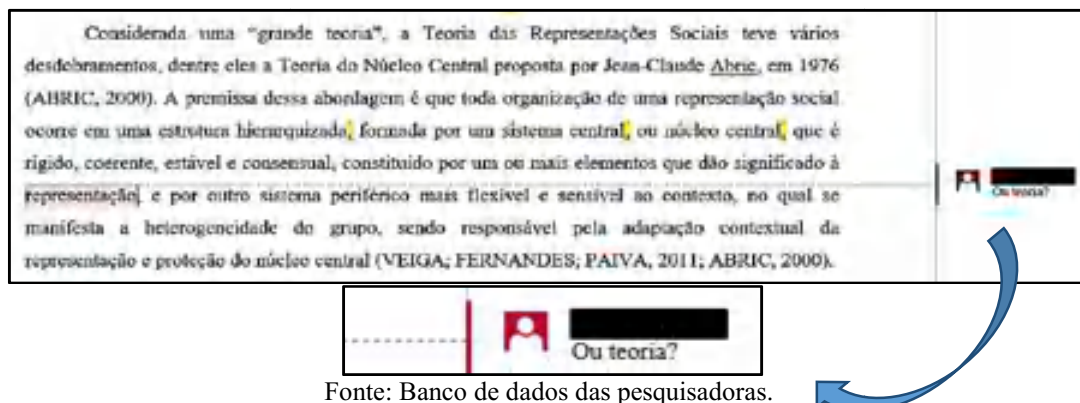 Considerada uma “grande teoria”, a Teoria das Representações Sociais teve vários
desdobramentos, dentre eles a Teoria do Núcleo Central proposta por Jean-Claude Abric, em 1976
(ABRIC, 2000). A premissa dessa abordagem é que toda organização de uma representação social
ocorre em uma estrutura hierarquizada, formada por um sistema central, ou núcleo central, que é
rígido, coerente, estável e consensual, constituído por um ou mais elementos que dão significado à
representação, e por outro sistema periférico mais flexível e sensível ao contexto, no qual se
manifesta a heterogeneidade do grupo, sendo responsável pela adaptação contextual da
representação e proteção do núcleo central (VEIGA; FERNANDES; PAIVA, 2011; ABRIC, 2000).
Ou teoria?
Ou teoria?
Fonte: Banco de dados das pesquisadoras.